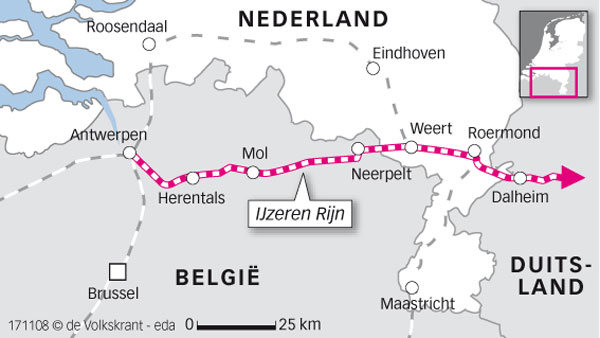 NEDERLAND
Roosendaal
Eindhoven
Antwerpen
Weert
Roermond
Mol
Neerpelt
Herentals
Dalheim
IJzeren Rijn
BELGIË
DUITS-
LAND
Brussel
Maastricht
171108 © de Volkskrant - eda 0 25 km